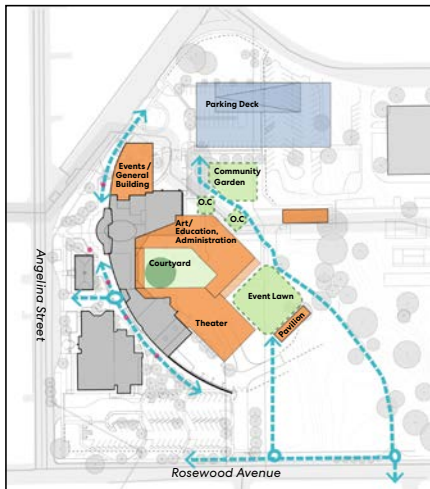 Parking Deck
Events /
General
Building
Community
Garden
O.C
O.C
Art/
Education,
Administration
Courtyard
Event Lawn
Theater
Pavilion
Angelina Street
Rosewood Avenue